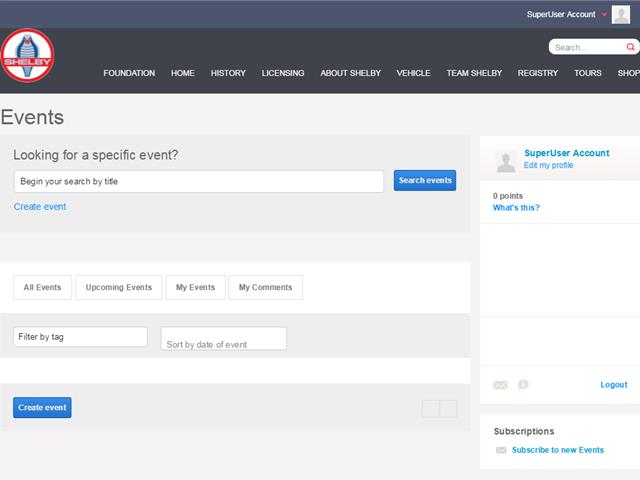 SuperUser Account
SHELBY
Search...
FOUNDATION HOME HISTORY LICENSING ABOUT SHELBY VEHICLE TEAM SHELBY REGISTRY TOURS SHOP
Events
Looking for a specific event?
Begin your search by title
Search events
Create event
SuperUser Account
Edit my profile
0 points
What's this?
All Events
Upcoming Events
My Events
My Comments
Filter by tag
Sort by date of event
Logout
Create event
Subscriptions
Subscribe to new Events